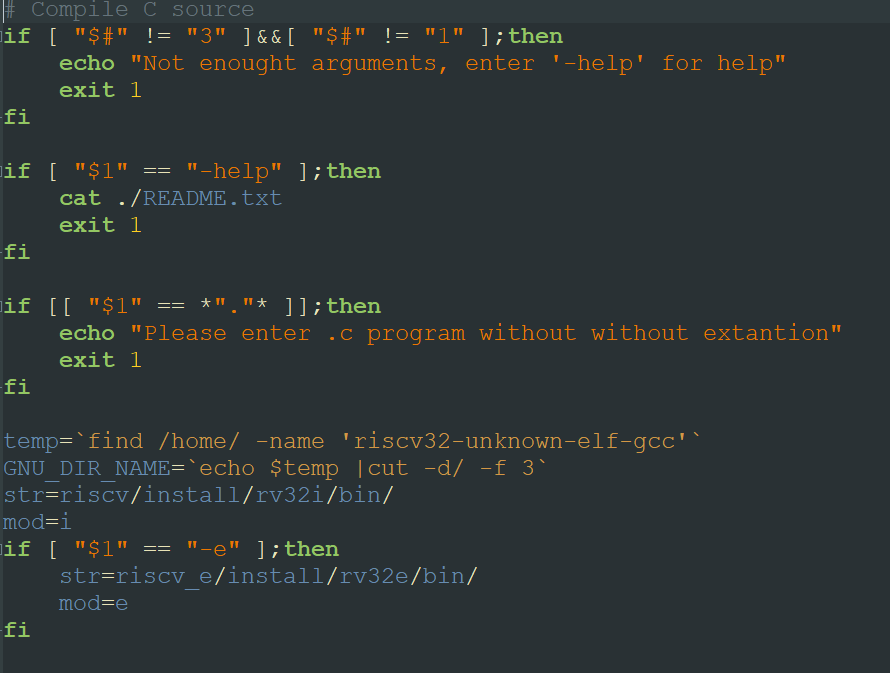 # Compile C source
if [ "$#" != "3" ]&&[ "$#" != "1" ];then
    echo "Not enought arguments, enter '-help' for help"
    exit 1
fi

if [ "$1" == "-help" ];then
    cat ./README.txt
    exit 1
fi

if [[ "$1" == *"."* ]];then
    echo "Please enter .c program without without extantion"
    exit 1
fi

temp=`find /home/ -name 'riscv32-unknown-elf-gcc'`
GNU_DIR_NAME=`echo $temp |cut -d/ -f 3`
str=riscv/install/rv32i/bin/
mod=i
if [ "$1" == "-e" ];then
    str=riscv_e/install/rv32e/bin/
    mod=e
fi